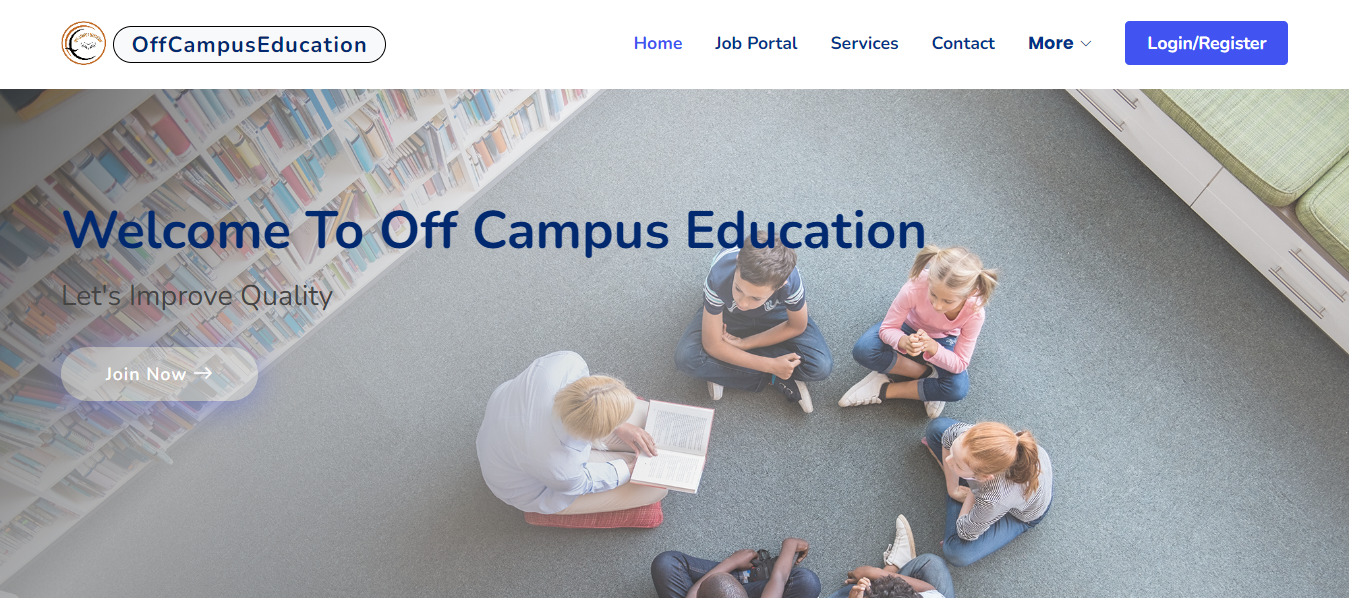 OffCampusEducation
Home Job Portal Services Contact More Login/Register
Welcome To Off Campus Education
Let's Improve Quality
Join Now →